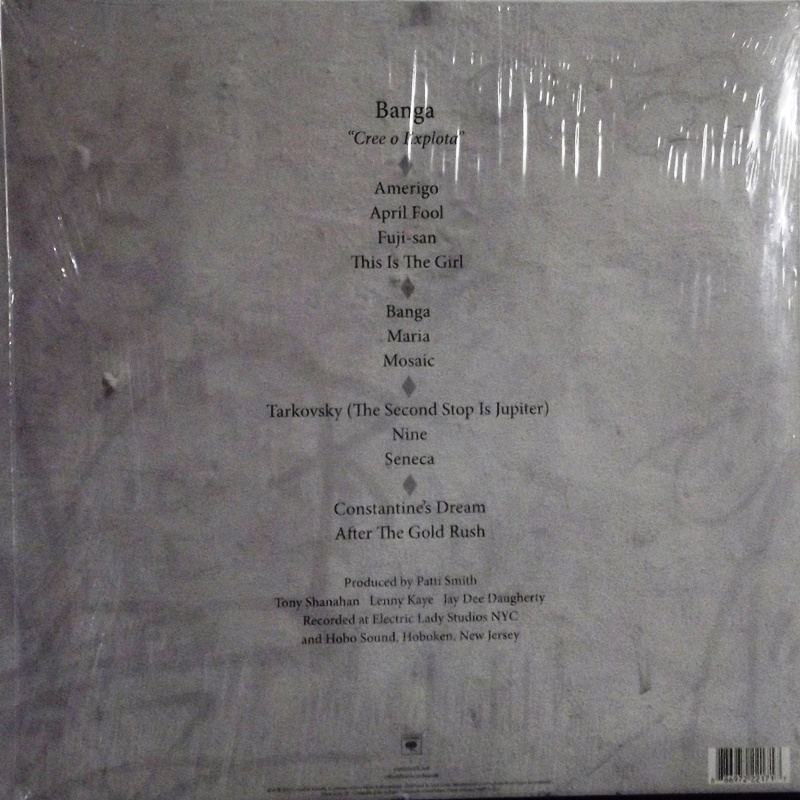 Banga
“Cree o Explota”
Amerigo
April Fool
Fuji-san
This Is The Girl
Banga
Maria
Mosaic
Tarkovsky (The Second Stop Is Jupiter)
Nine
Seneca
Constantine's Dream
After The Gold Rush
Produced by Patti Smith
Tony Shanahan Lenny Kaye Jay Dee Daugherty
Recorded at Electric Lady Studios NYC
and Hobo Sound, Hoboken, New Jersey